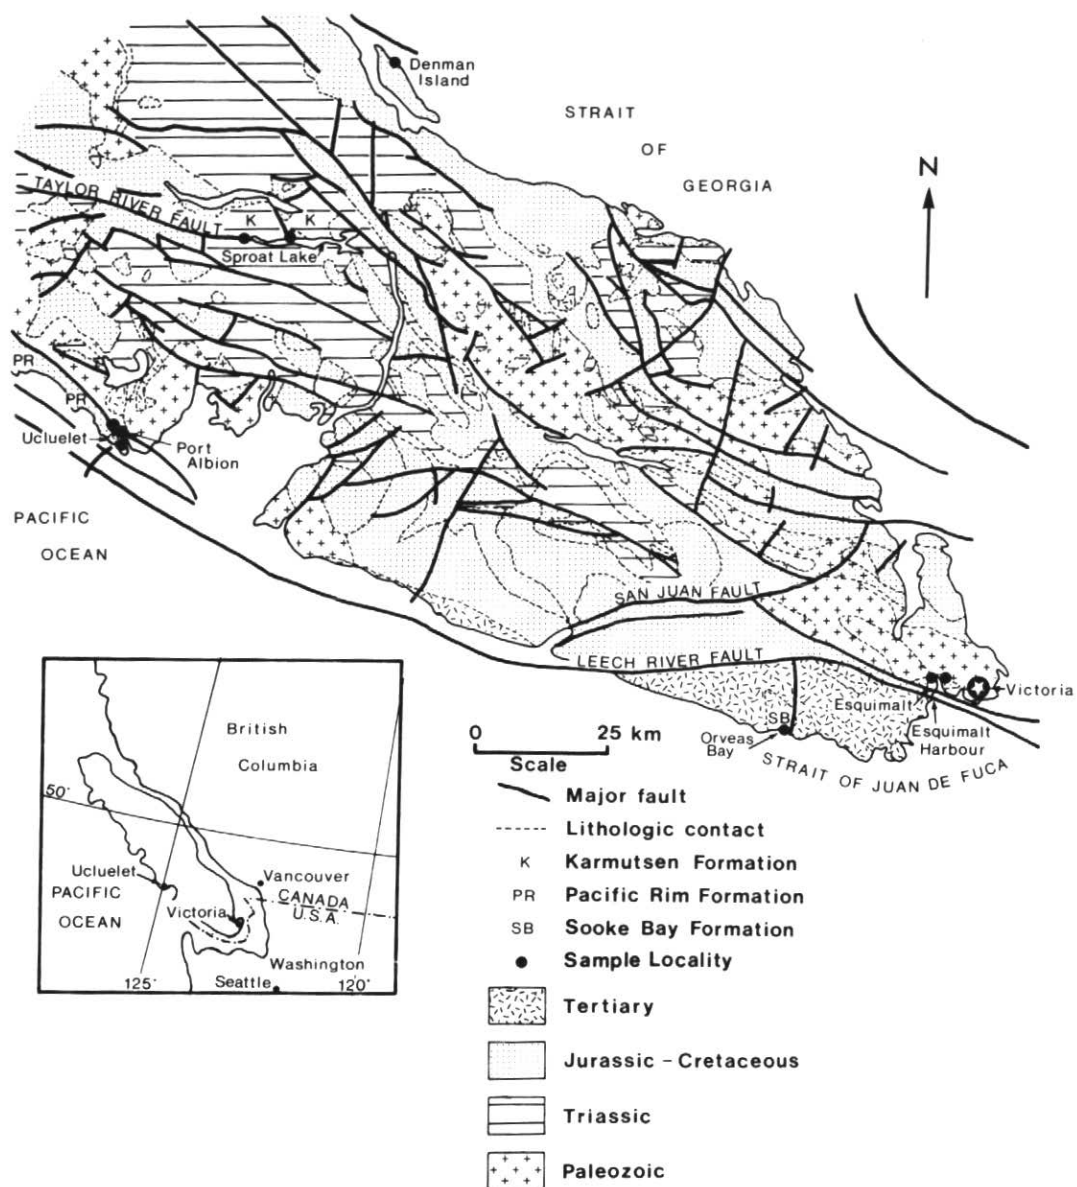 Denman
Island
STRAIT
OF
GEORGIA
N
TAYLOR RIVER FAULT
K
K
Sproat Lake
PR
PR
Ucluelet
Port
Albion
PACIFIC
OCEAN
SAN JUAN FAULT
LEECH RIVER FAULT
Victoria
Esquimalt
SB
Orveas
Bay
Esquimalt
Harbour
STRAIT OF JUAN DE FUCA
British
Columbia
50°
Ucluelet
Vancouver
PACIFIC
OCEAN
CANADA
U.S.A.
Victoria
Washington
125°
Seattle
120°
0 25 km
Scale
Major fault
Lithologic contact
K Karmutsen Formation
PR Pacific Rim Formation
SB Sooke Bay Formation
Sample Locality
Tertiary
Jurassic – Cretaceous
Triassic
Paleozoic